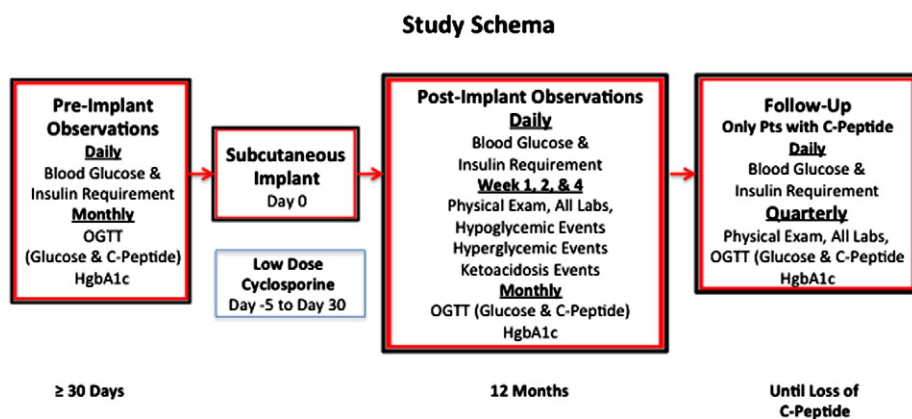 Study Schema
Pre-Implant
Observations
Daily
Blood Glucose &
Insulin Requirement
Monthly
OGTT
(Glucose & C-Peptide)
HgbA1c
≥ 30 Days
Subcutaneous
Implant
Day 0
Low Dose
Cyclosporine
Day -5 to Day 30
Post-Implant Observations
Daily
Blood Glucose &
Insulin Requirement
Week 1, 2, & 4
Physical Exam, All Labs,
Hypoglycemic Events
Hyperglycemic Events
Ketoacidosis Events
Monthly
OGTT (Glucose & C-Peptide)
HgbA1c
12 Months
Follow-Up
Only Pts with C-Peptide
Daily
Blood Glucose &
Insulin Requirement
Quarterly
Physical Exam, All Labs,
OGTT (Glucose & C-Peptide
HgbA1c
Until Loss of
C-Peptide